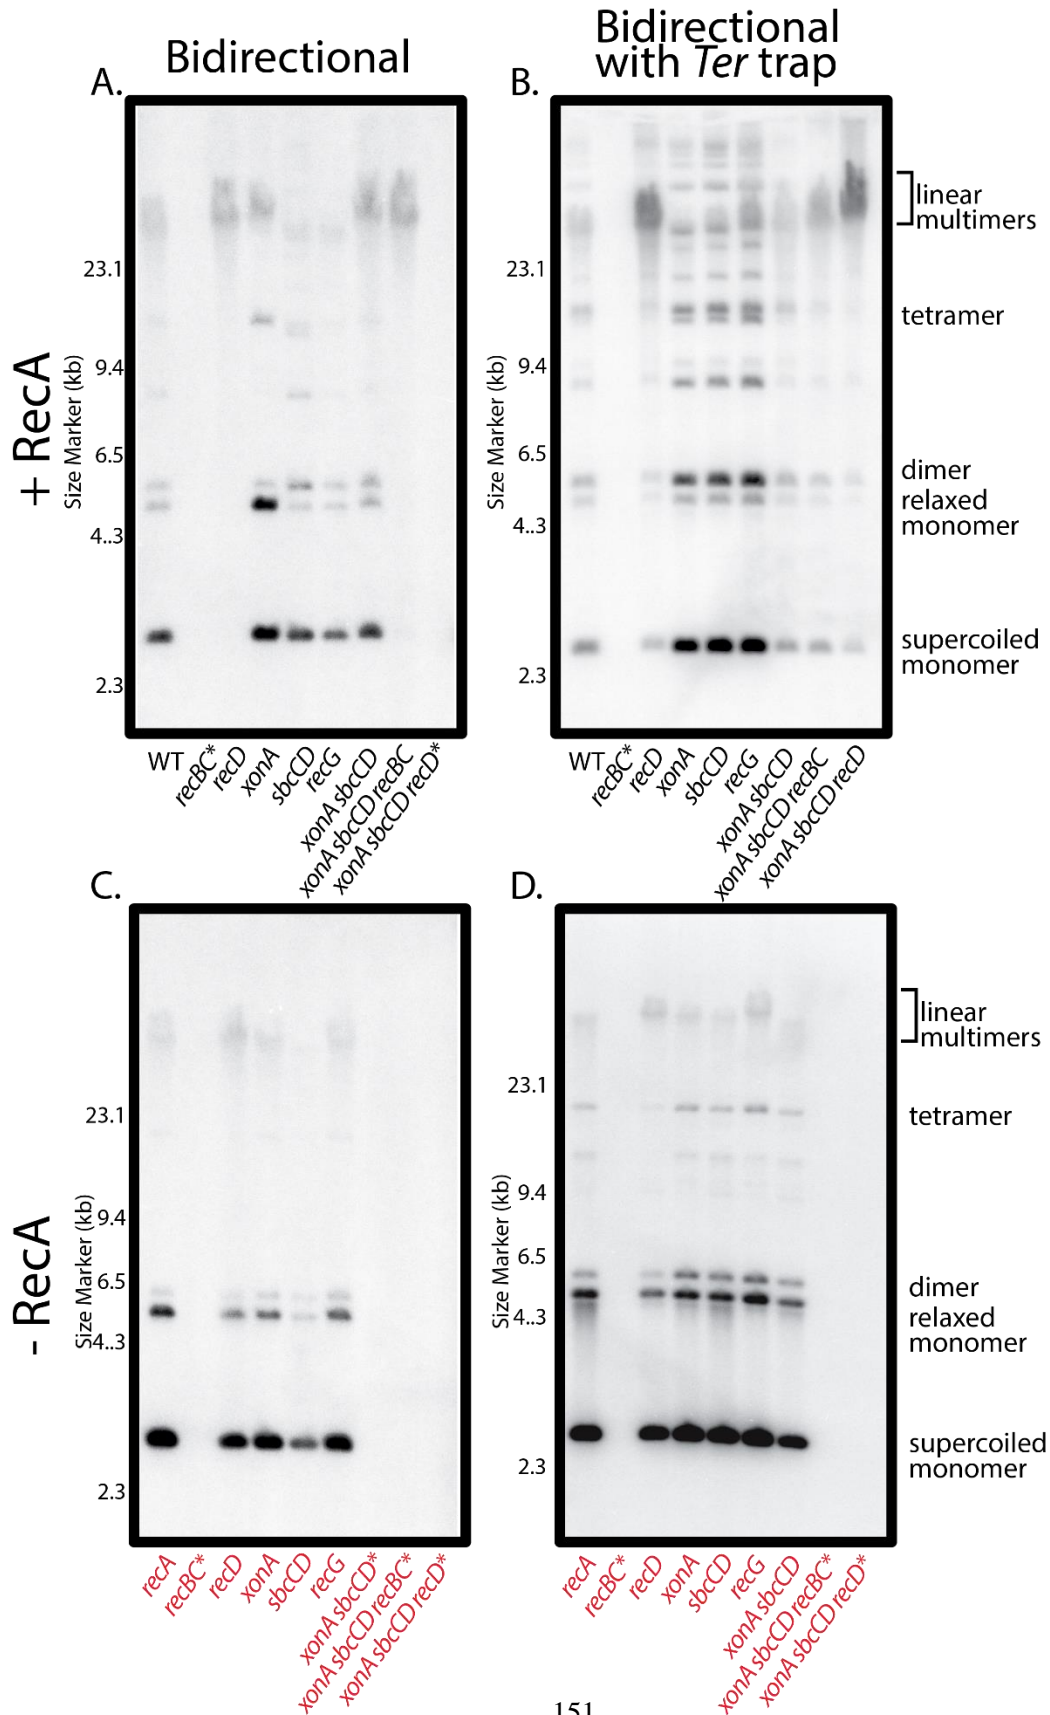 Bidirectional
Bidirectional
with Ter trap
A.
B.
+ RecA
Size Marker (kb)
23.1
9.4
6.5
4..3
2.3
Size Marker (kb)
23.1
9.4
6.5
4..3
2.3
linear
multimers
tetramer
dimer
relaxed
monomer
supercoiled
monomer
WT
recBC*
recD
xonA
sbcCD
recG
xonA sbcCD
xonA sbcCD recBC
xonA sbcCD recD*
WT
recBC*
recD
xonA
sbcCD
recG
xonA sbcCD
xonA sbcCD recBC
xonA sbcCD recD
C.
D.
- RecA
Size Marker (kb)
23.1
9.4
6.5
4..3
2.3
Size Marker (kb)
23.1
9.4
6.5
4..3
2.3
linear
multimers
tetramer
dimer
relaxed
monomer
supercoiled
monomer
recA
recBC*
recD
xonA
sbcCD
recG
xonA sbcCD*
xonA sbcCD recBC*
xonA sbcCD recD*
recA
recBC*
recD
xonA
sbcCD
recG
xonA sbcCD
xonA sbcCD recBC*
xonA sbcCD recD*
151